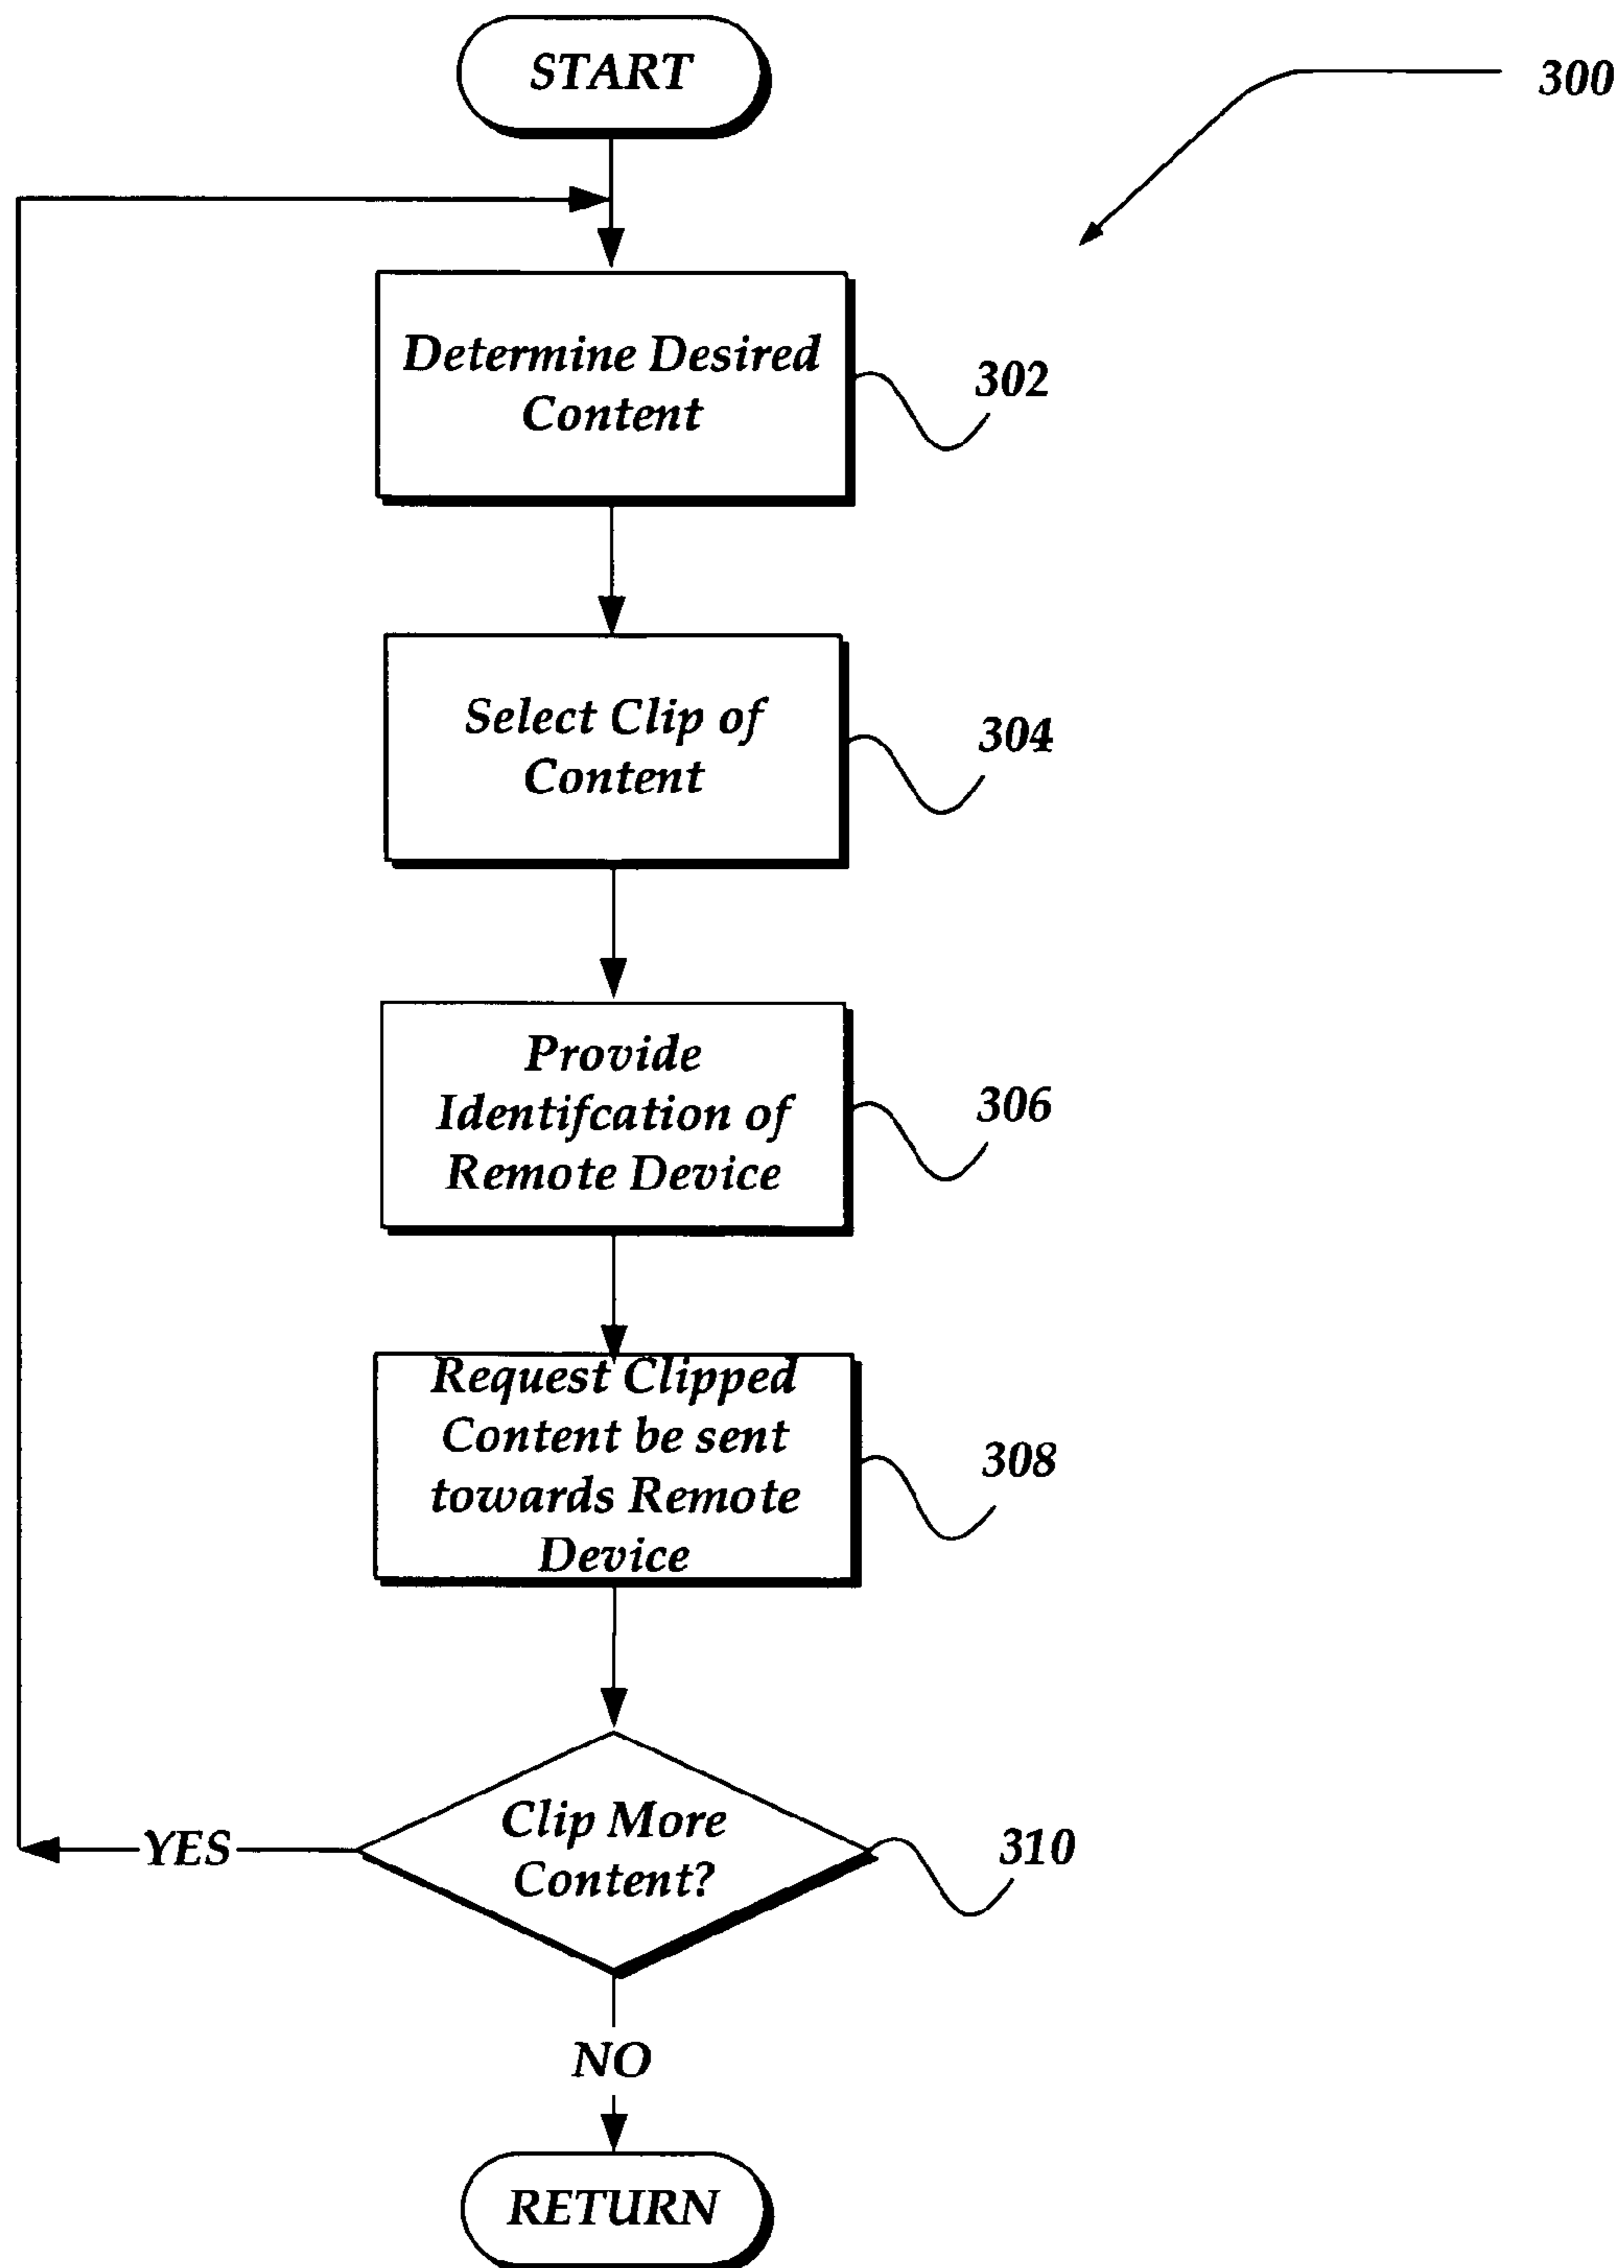 START
300
Determine Desired
Content
302
Select Clip of
Content
304
Provide
Identifcation of
Remote Device
306
Request Clipped
Content be sent
towards Remote
Device
308
Clip More
Content?
310
YES
NO
RETURN